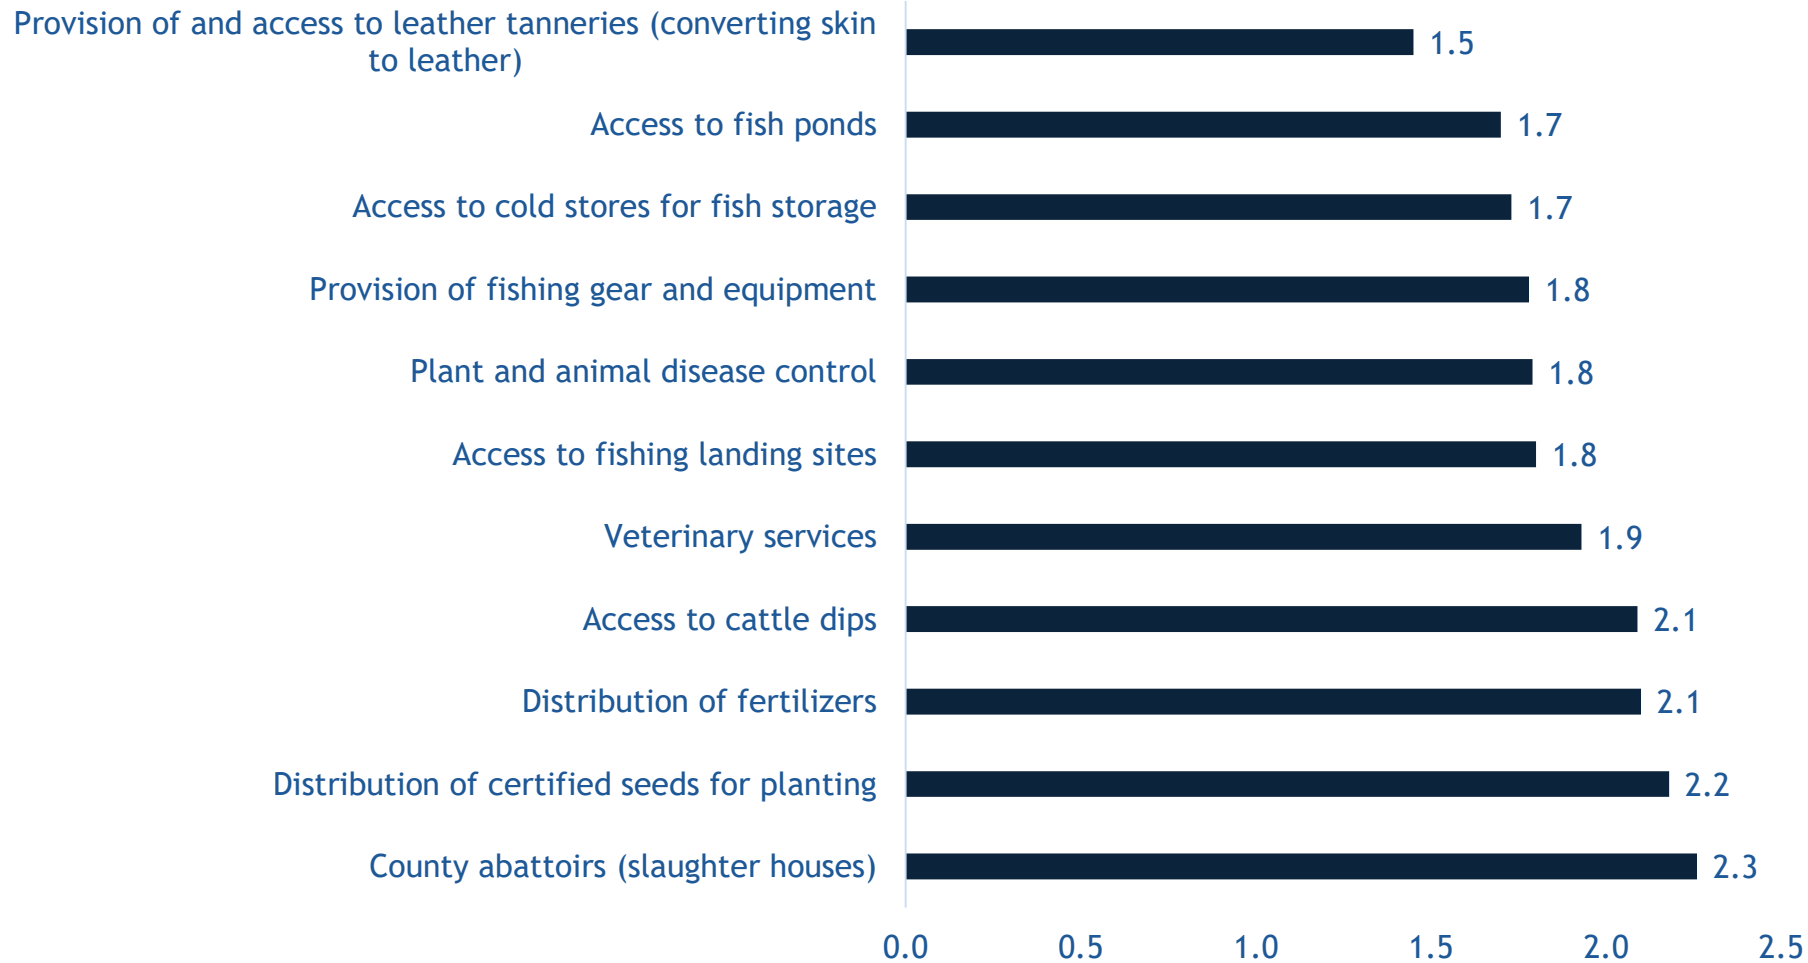 Provision of and access to leather tanneries (converting skin
to leather)
1.5
Access to fish ponds
1.7
Access to cold stores for fish storage
1.7
Provision of fishing gear and equipment
1.8
Plant and animal disease control
1.8
Access to fishing landing sites
1.8
Veterinary services
1.9
Access to cattle dips
2.1
Distribution of fertilizers
2.1
Distribution of certified seeds for planting
2.2
County abattoirs (slaughter houses)
2.3
0.0 0.5 1.0 1.5 2.0 2.5